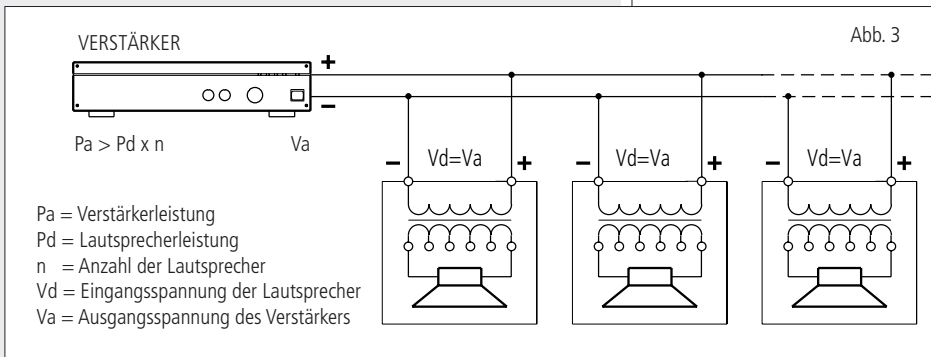 Abb. 3
VERSTÄRKER
+
–
Pa > Pd x n Va
– Vd=Va + – Vd=Va + – Vd=Va +
Pa = Verstärkerleistung
Pd = Lautsprecherleistung
n = Anzahl der Lautsprecher
Vd = Eingangsspannung der Lautsprecher
Va = Ausgangsspannung des Verstärkers